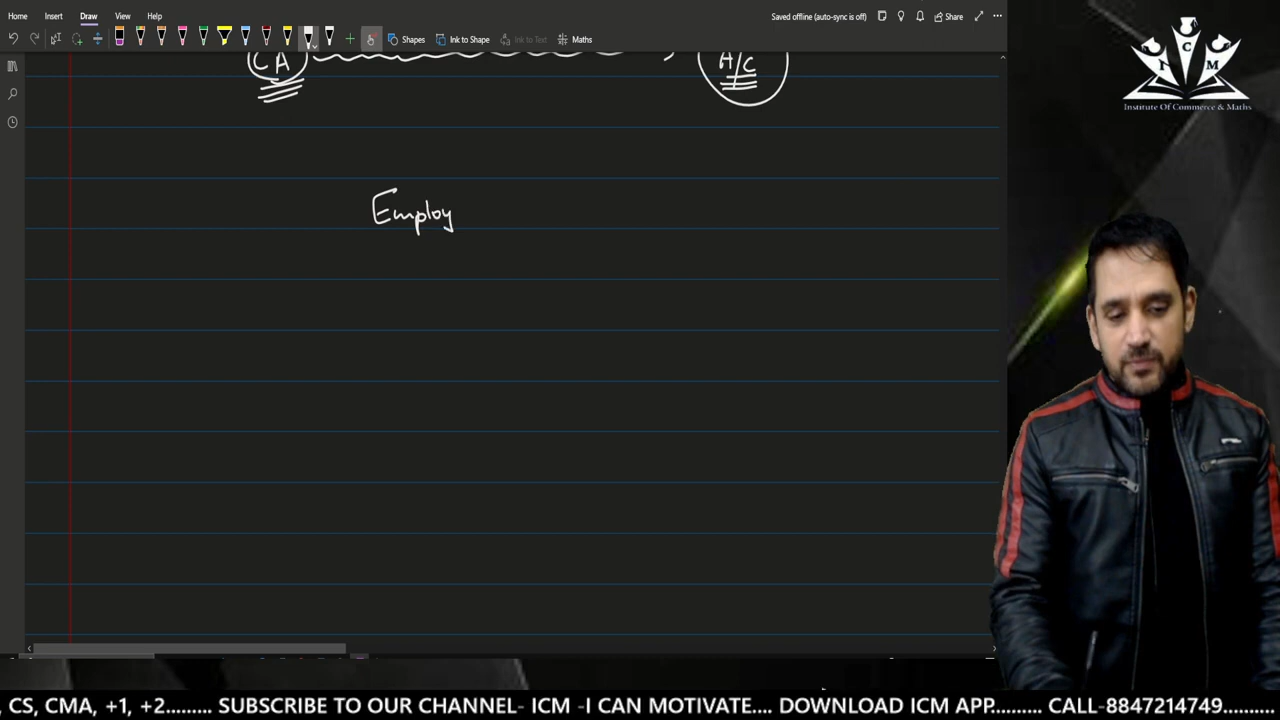 Home Insert Draw View Help
Saved offline (auto-sync is off) Share
Shapes Ink to Shape Ink to Text Maths
CA A/C
Employ
I C M
Institute Of Commerce & Maths
, CS, CMA, +1, +2......... SUBSCRIBE TO OUR CHANNEL- ICM -I CAN MOTIVATE.... DOWNLOAD ICM APP......... CALL-8847214749..........